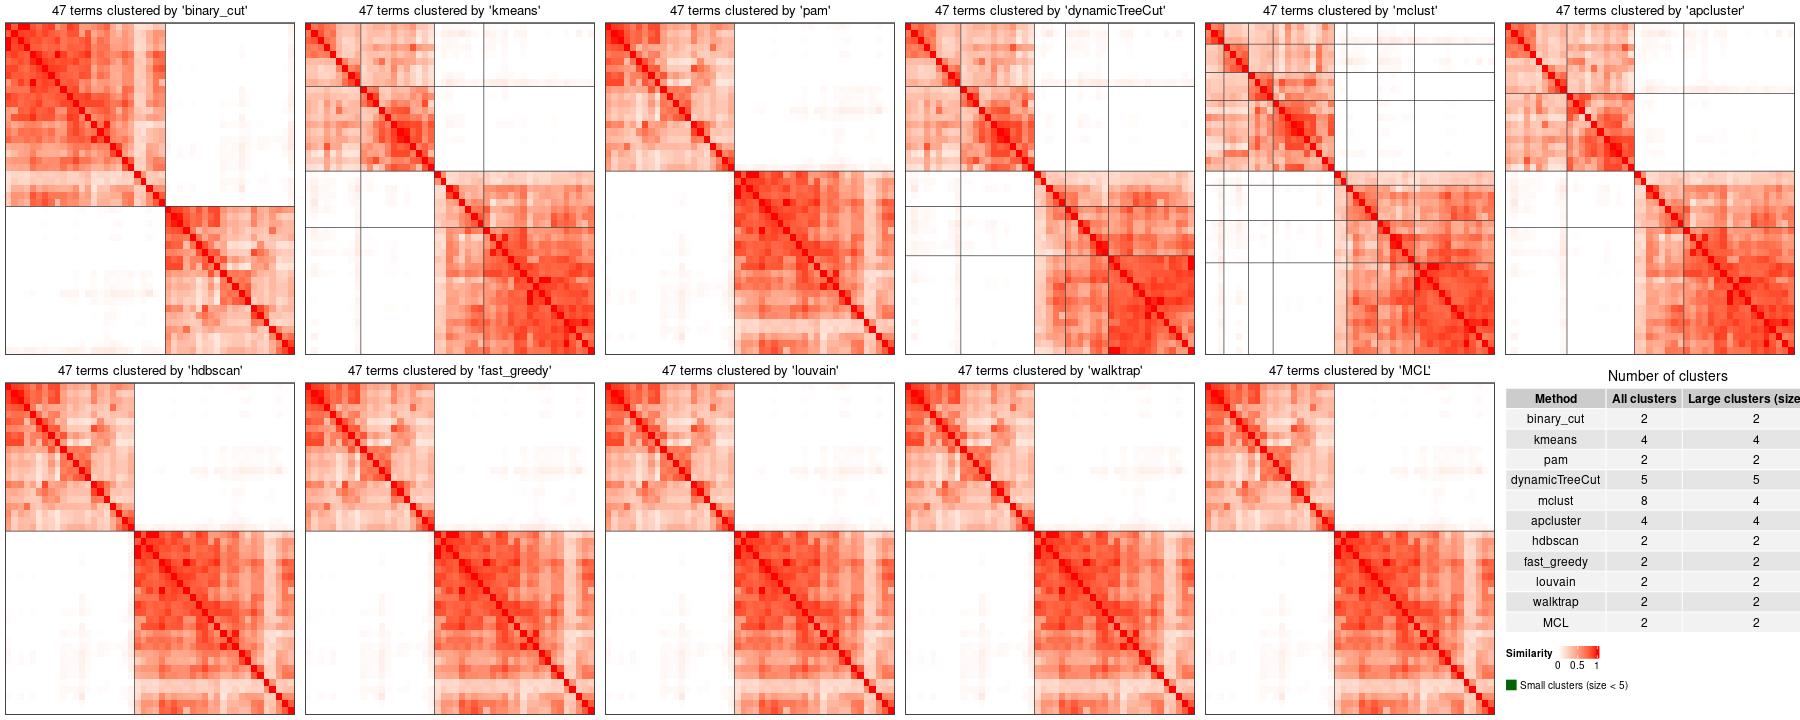 47 terms clustered by 'binary_cut'
47 terms clustered by 'kmeans'
47 terms clustered by 'pam'
47 terms clustered by 'dynamicTreeCut'
47 terms clustered by 'mclust'
47 terms clustered by 'apcluster'
47 terms clustered by 'hdbscan'
47 terms clustered by 'fast_greedy'
47 terms clustered by 'louvain'
47 terms clustered by 'walktrap'
47 terms clustered by 'MCL'
Number of clusters
Method All clusters Large clusters (size
binary_cut 2 2
kmeans 4 4
pam 2 2
dynamicTreeCut 5 5
mclust 8 4
apcluster 4 4
hdbscan 2 2
fast_greedy 2 2
louvain 2 2
walktrap 2 2
MCL 2 2
Similarity
0 0.5 1
Small clusters (size < 5)